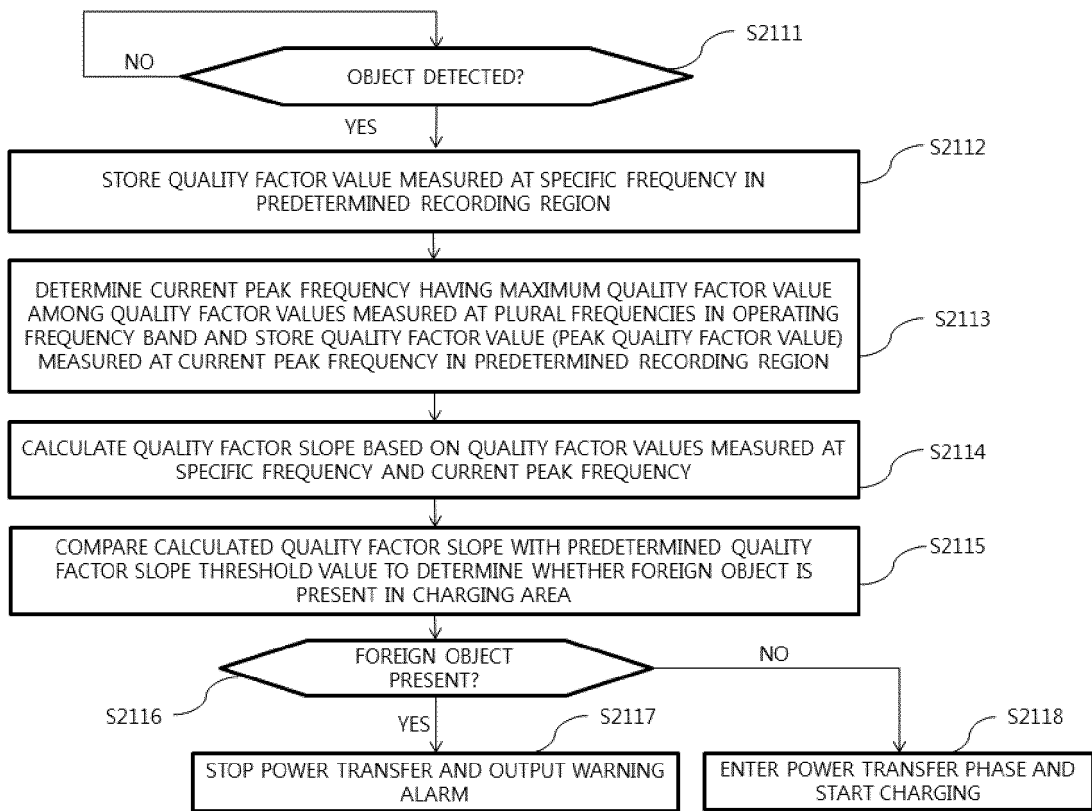 S2111
NO
OBJECT DETECTED?
YES
S2112
STORE QUALITY FACTOR VALUE MEASURED AT SPECIFIC FREQUENCY IN
PREDETERMINED RECORDING REGION
DETERMINE CURRENT PEAK FREQUENCY HAVING MAXIMUM QUALITY FACTOR VALUE
AMONG QUALITY FACTOR VALUES MEASURED AT PLURAL FREQUENCIES IN OPERATING
FREQUENCY BAND AND STORE QUALITY FACTOR VALUE (PEAK QUALITY FACTOR VALUE)
MEASURED AT CURRENT PEAK FREQUENCY IN PREDETERMINED RECORDING REGION
S2113
CALCULATE QUALITY FACTOR SLOPE BASED ON QUALITY FACTOR VALUES MEASURED AT
SPECIFIC FREQUENCY AND CURRENT PEAK FREQUENCY
S2114
COMPARE CALCULATED QUALITY FACTOR SLOPE WITH PREDETERMINED QUALITY
FACTOR SLOPE THRESHOLD VALUE TO DETERMINE WHETHER FOREIGN OBJECT IS
PRESENT IN CHARGING AREA
S2115
FOREIGN OBJECT
PRESENT?
NO
S2116
YES
S2117
S2118
STOP POWER TRANSFER AND OUTPUT WARNING
ALARM
ENTER POWER TRANSFER PHASE AND
START CHARGING